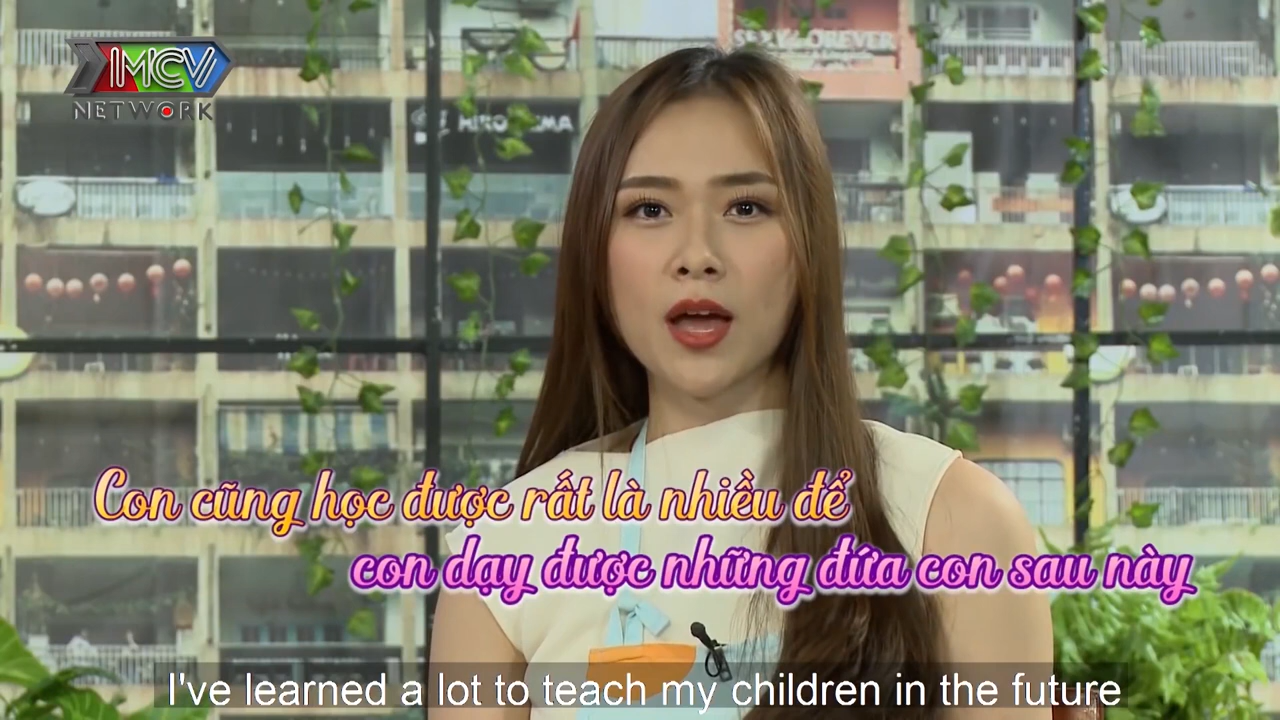 MCV
NETWORK
SEXY FOREVER
Con cũng học được rất là nhiều để
con dạy được những đứa con sau này
I've learned a lot to teach my children in the future